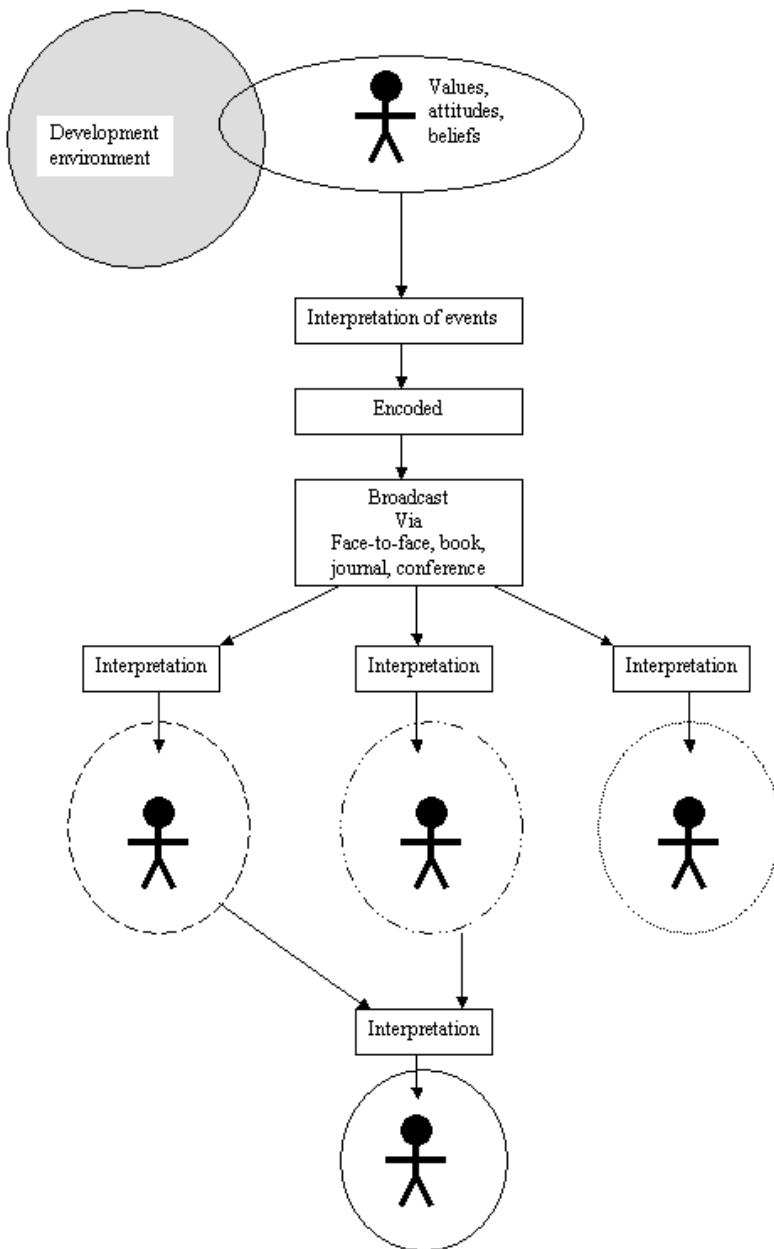 Values,
attitudes,
beliefs
Development
environment
Interpretation of events
Encoded
Broadcast
Via
Face-to-face, book,
journal, conference
Interpretation
Interpretation
Interpretation
Interpretation